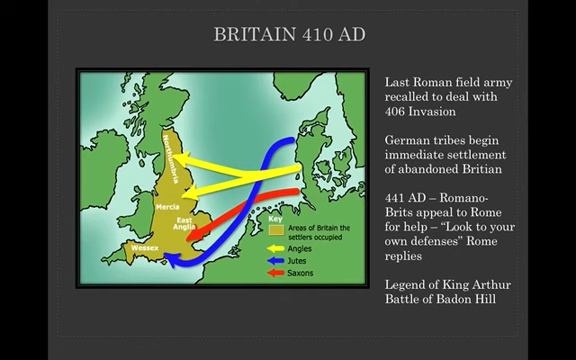 BRITAIN 410 AD
Northumbria
Mercia
East
Anglia
Wessex
Key
Areas of Britain the
settlers occupied
Angles
Jutes
Saxons
Last Roman field army
recalled to deal with
406 Invasion
German tribes begin
immediate settlement
of abandoned Britian
441 AD – Romano-
Brits appeal to Rome
for help – “Look to your
own defenses” Rome
replies
Legend of King Arthur
Battle of Badon Hill